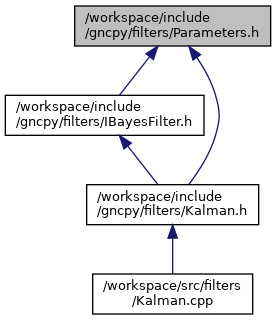 /workspace/include
/gncpy/filters/Parameters.h
/workspace/include
/gncpy/filters/IBayesFilter.h
/workspace/include
/gncpy/filters/Kalman.h
/workspace/src/filters
/Kalman.cpp